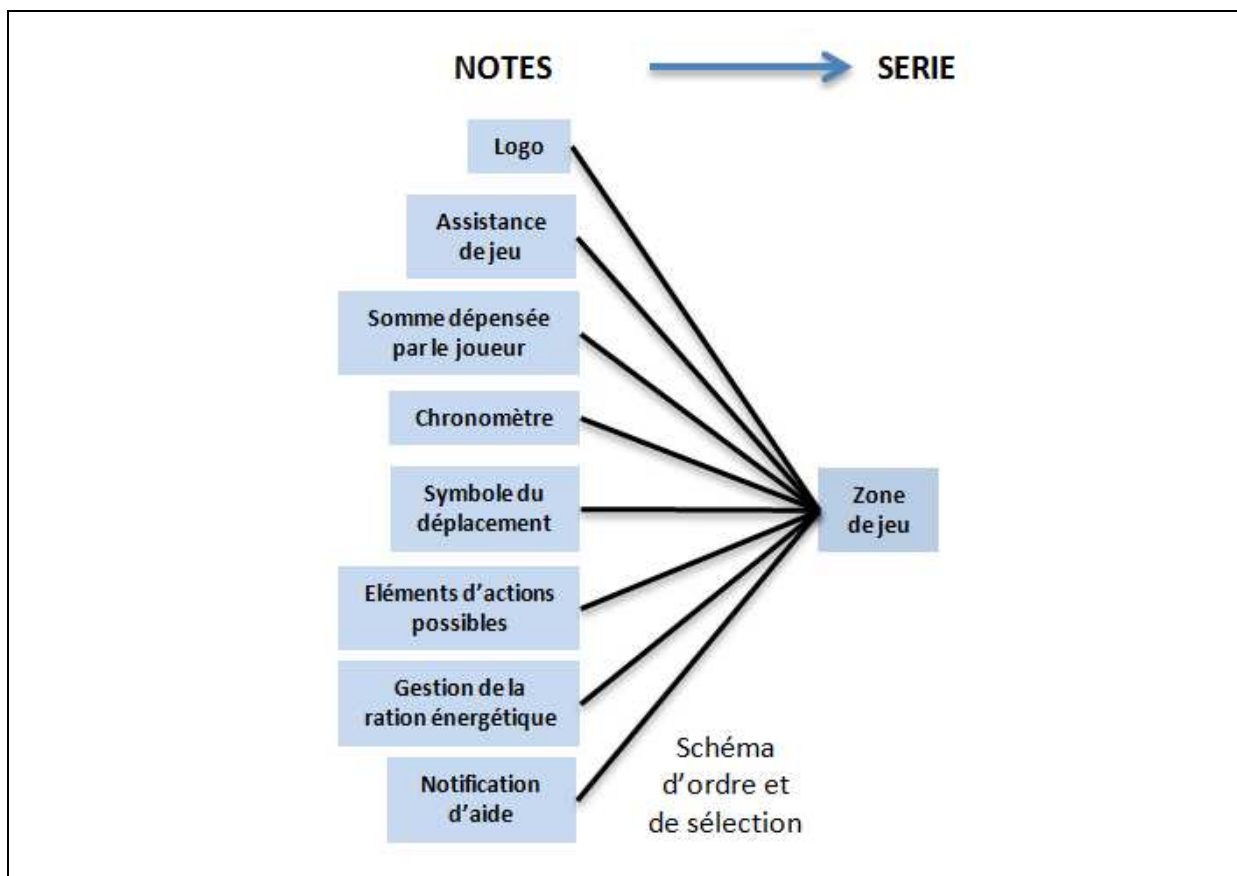 NOTES
SERIE
Logo
Assistance
de jeu
Somme dépensée
par le joueur
Chronomètre
Symbole du
déplacement
Eléments d'actions
possibles
Gestion de la
ration énergétique
Notification
d'aide
Zone
de jeu
Schéma
d'ordre et
de sélection